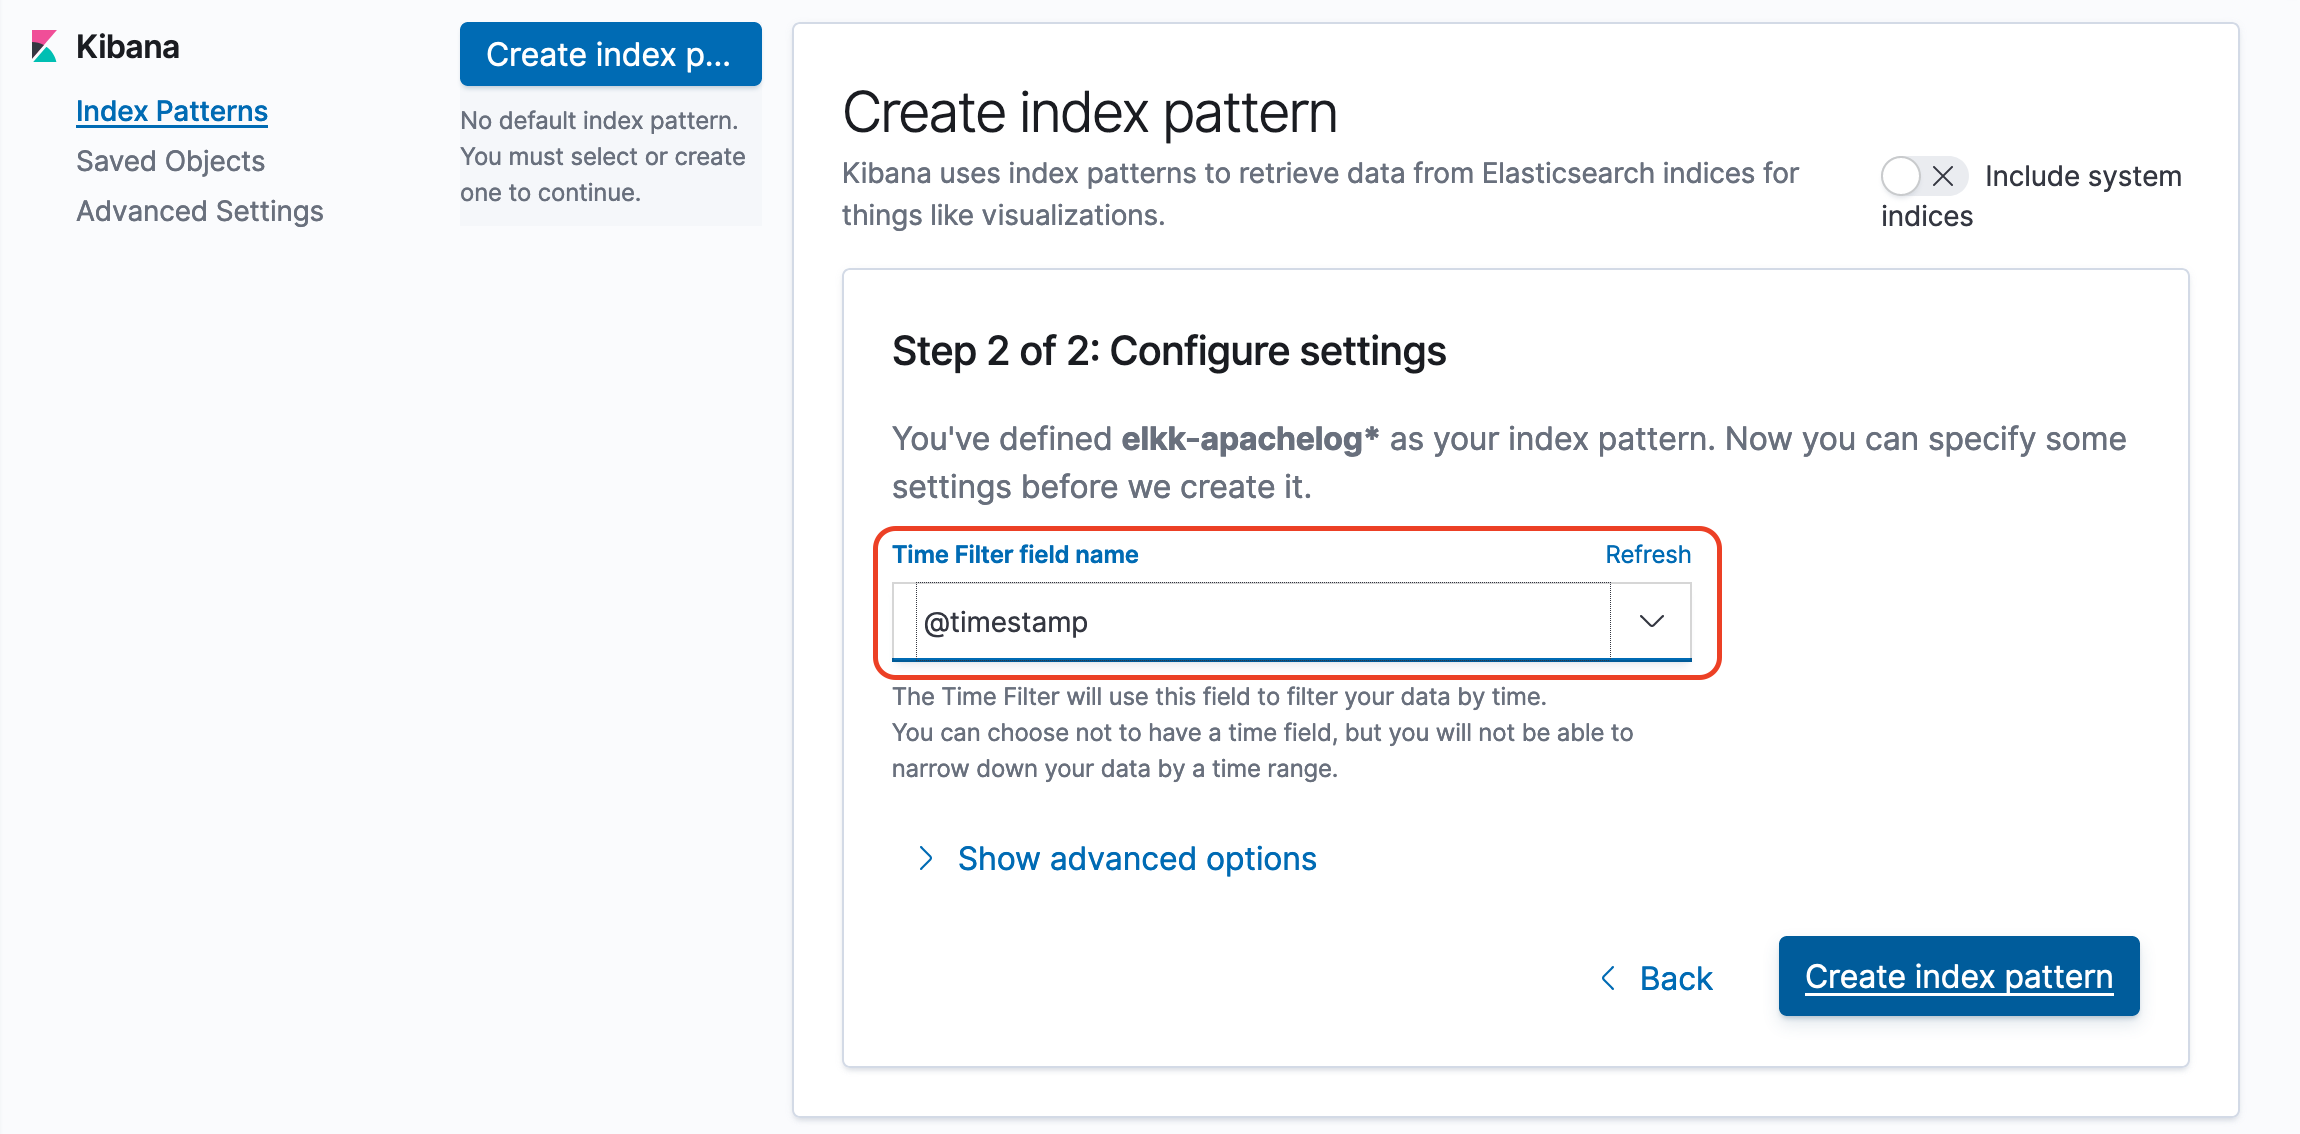 Kibana
Index Patterns
Saved Objects
Advanced Settings
Create index p...
No default index pattern.
You must select or create
one to continue.
Create index pattern
Kibana uses index patterns to retrieve data from Elasticsearch indices for
things like visualizations.
Include system
indices
Step 2 of 2: Configure settings
You've defined elkk-apachelog* as your index pattern. Now you can specify some
settings before we create it.
Time Filter field name
Refresh
@timestamp
The Time Filter will use this field to filter your data by time.
You can choose not to have a time field, but you will not be able to
narrow down your data by a time range.
Show advanced options
Back
Create index pattern